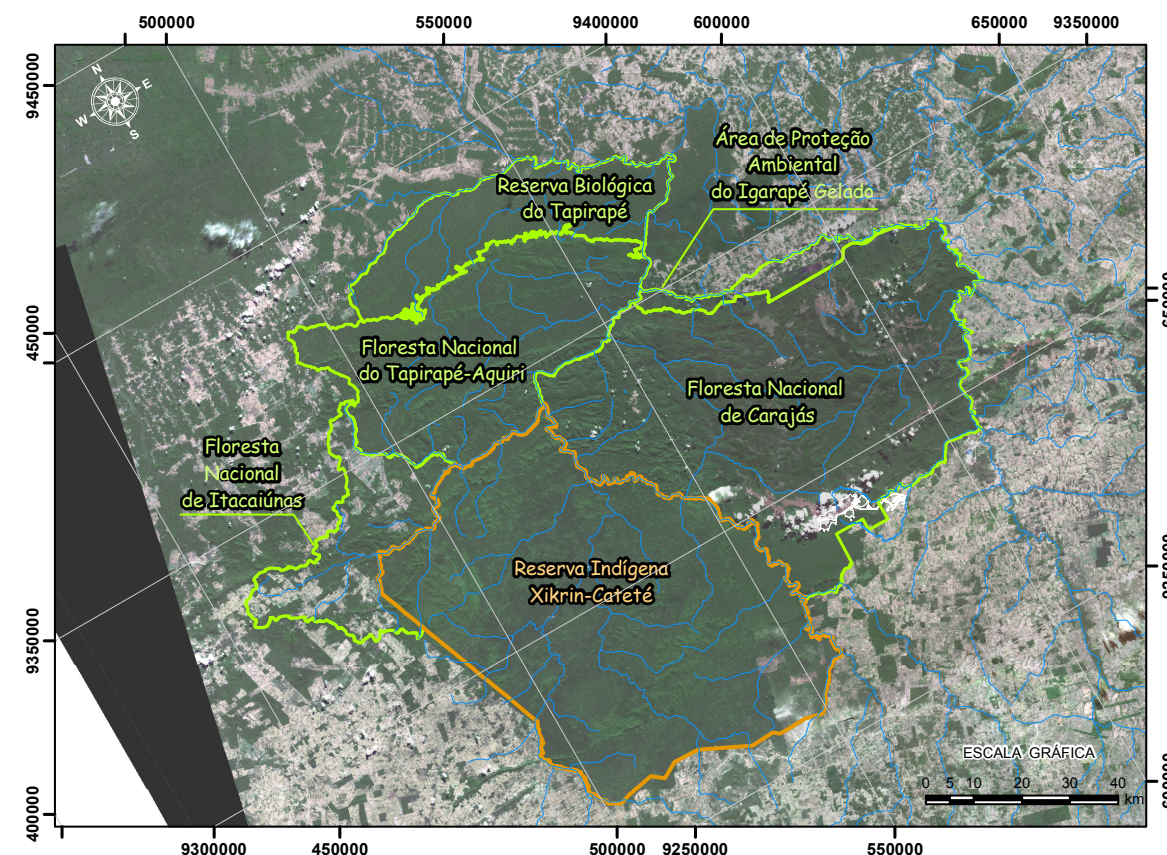 500000
550000
9400000
600000
650000
9350000
9450000
N
E
W
S
Área de Proteção
Ambiental
do Igarapé Gelado
Reserva Biológica
do Tapirapé
450000
Floresta Nacional
do Tapirapé-Aquiri
Floresta Nacional
de Carajás
Floresta
Nacional
de Itacaiúnas
Reserva Indígena
Xikrin-Cateté
9350000
400000
ESCALA GRÁFICA
0 5 10 20 30 40
km
9300000
450000
500000
9250000
550000